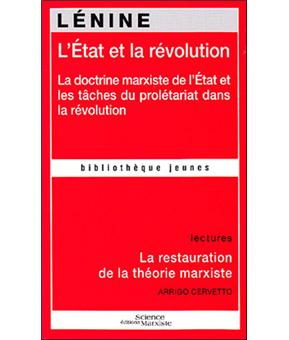 LÉNINE
L'État et la révolution
La doctrine marxiste de l'État et
les tâches du prolétariat dans
la révolution
bibliothèque jeunes
lectures
La restauration
de la théorie marxiste
ARRIGO CERVETTO
Science
éditions Marxiste